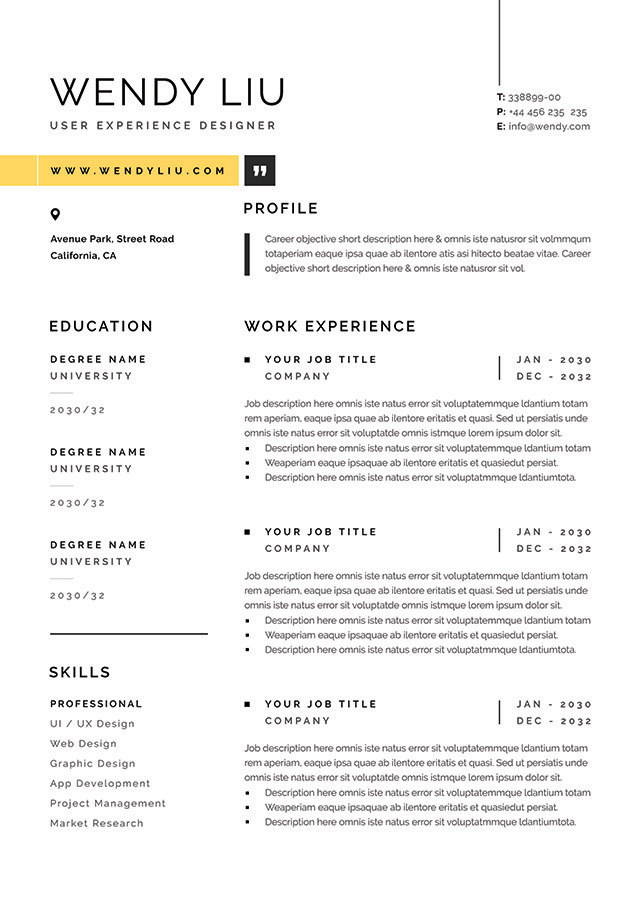 WENDY LIU
USER EXPERIENCE DESIGNER
T: 338899-00
P: +44 456 235 235
E: info@wendy.com
WWW.WENDYLIU.COM
”
Avenue Park, Street Road
California, CA
PROFILE
Career objective short description here & omnis iste natusror sit volmmqum
totaperiam eaque ipsa quae ab ilentore atis asi hitecto beatae vitae. Career
objective short description here & omnis iste natusror sit vol.
EDUCATION
DEGREE NAME
UNIVERSITY
2030/32
DEGREE NAME
UNIVERSITY
2030/32
DEGREE NAME
UNIVERSITY
2030/32
SKILLS
PROFESSIONAL
UI / UX Design
Web Design
Graphic Design
App Development
Project Management
Market Research
WORK EXPERIENCE
YOUR JOB TITLE
COMPANY
JAN - 2030
DEC - 2032
Job description here omnis iste natus error sit voluptatemmque ldantium totam
rem aperiam, eaque ipsa quae ab ilentore eritatis et quasi. Sed ut persiatis unde
omnis iste natus error sit voluptatde omnis istmque lorem ipsum dolor sit.
Description here omnis iste natus error sit voluptatemmque ldantium totam
Weaperiam eaque ipsaquae ab ilentore eritatis et quasiedut persiat.
Description here omnis iste natus error sit voluptatmmque ldantiumtota.
YOUR JOB TITLE
COMPANY
JAN - 2030
DEC - 2032
Job description here omnis iste natus error sit voluptatemmque ldantium totam
rem aperiam, eaque ipsa quae ab ilentore eritatis et quasi. Sed ut persiatis unde
omnis iste natus error sit voluptatde omnis istmque lorem ipsum dolor sit.
Description here omnis iste natus error sit voluptatemmque ldantium totam
Weaperiam eaque ipsaquae ab ilentore eritatis et quasiedut persiat.
Description here omnis iste natus error sit voluptatmmque ldantiumtota.
YOUR JOB TITLE
COMPANY
JAN - 2030
DEC - 2032
Job description here omnis iste natus error sit voluptatemmque ldantium totam
rem aperiam, eaque ipsa quae ab ilentore eritatis et quasi. Sed ut persiatis unde
omnis iste natus error sit voluptatde omnis istmque lorem ipsum dolor sit.
Description here omnis iste natus error sit voluptatemmque ldantium totam
Weaperiam eaque ipsaquae ab ilentore eritatis et quasiedut persiat.
Description here omnis iste natus error sit voluptatmmque ldantiumtota.